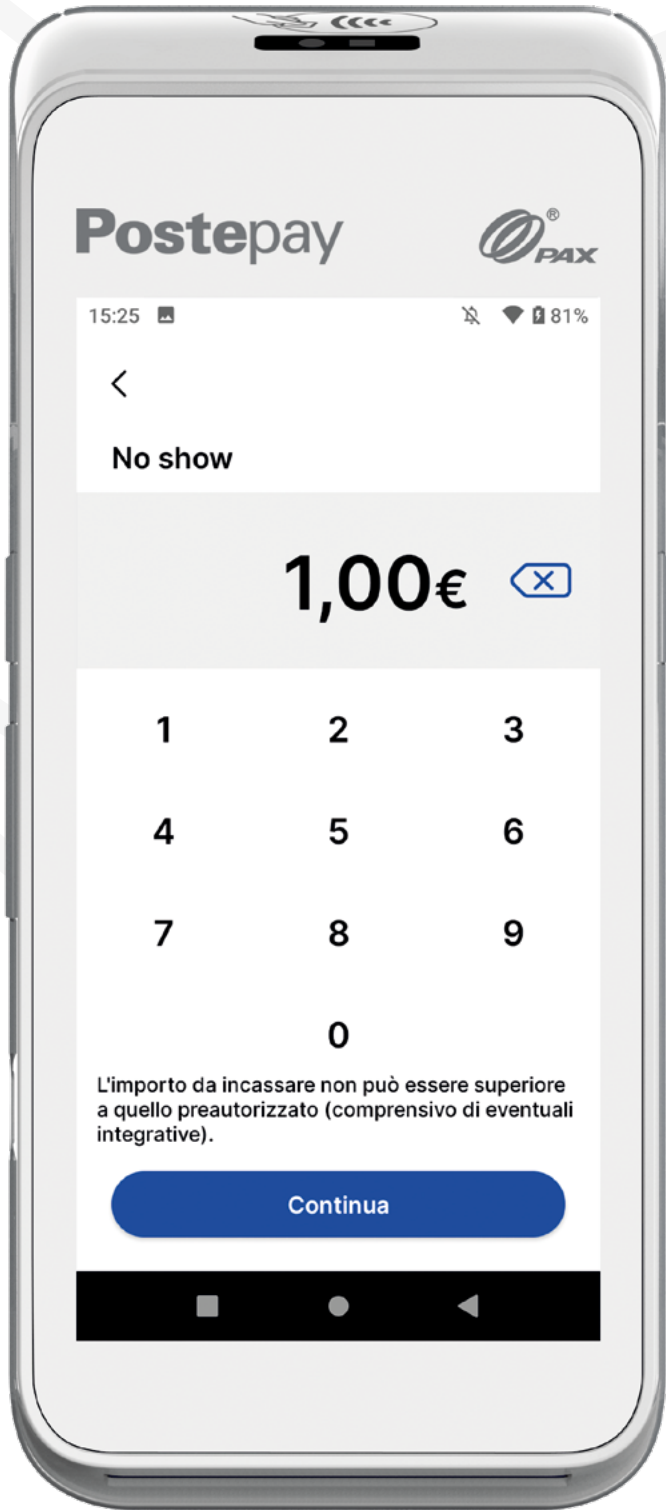 Postepay
®
PAX
15:25
81%
No show
1,00€
1 2 3
4 5 6
7 8 9
0
L'importo da incassare non può essere superiore
a quello preautorizzato (comprensivo di eventuali
integrative).
Continua